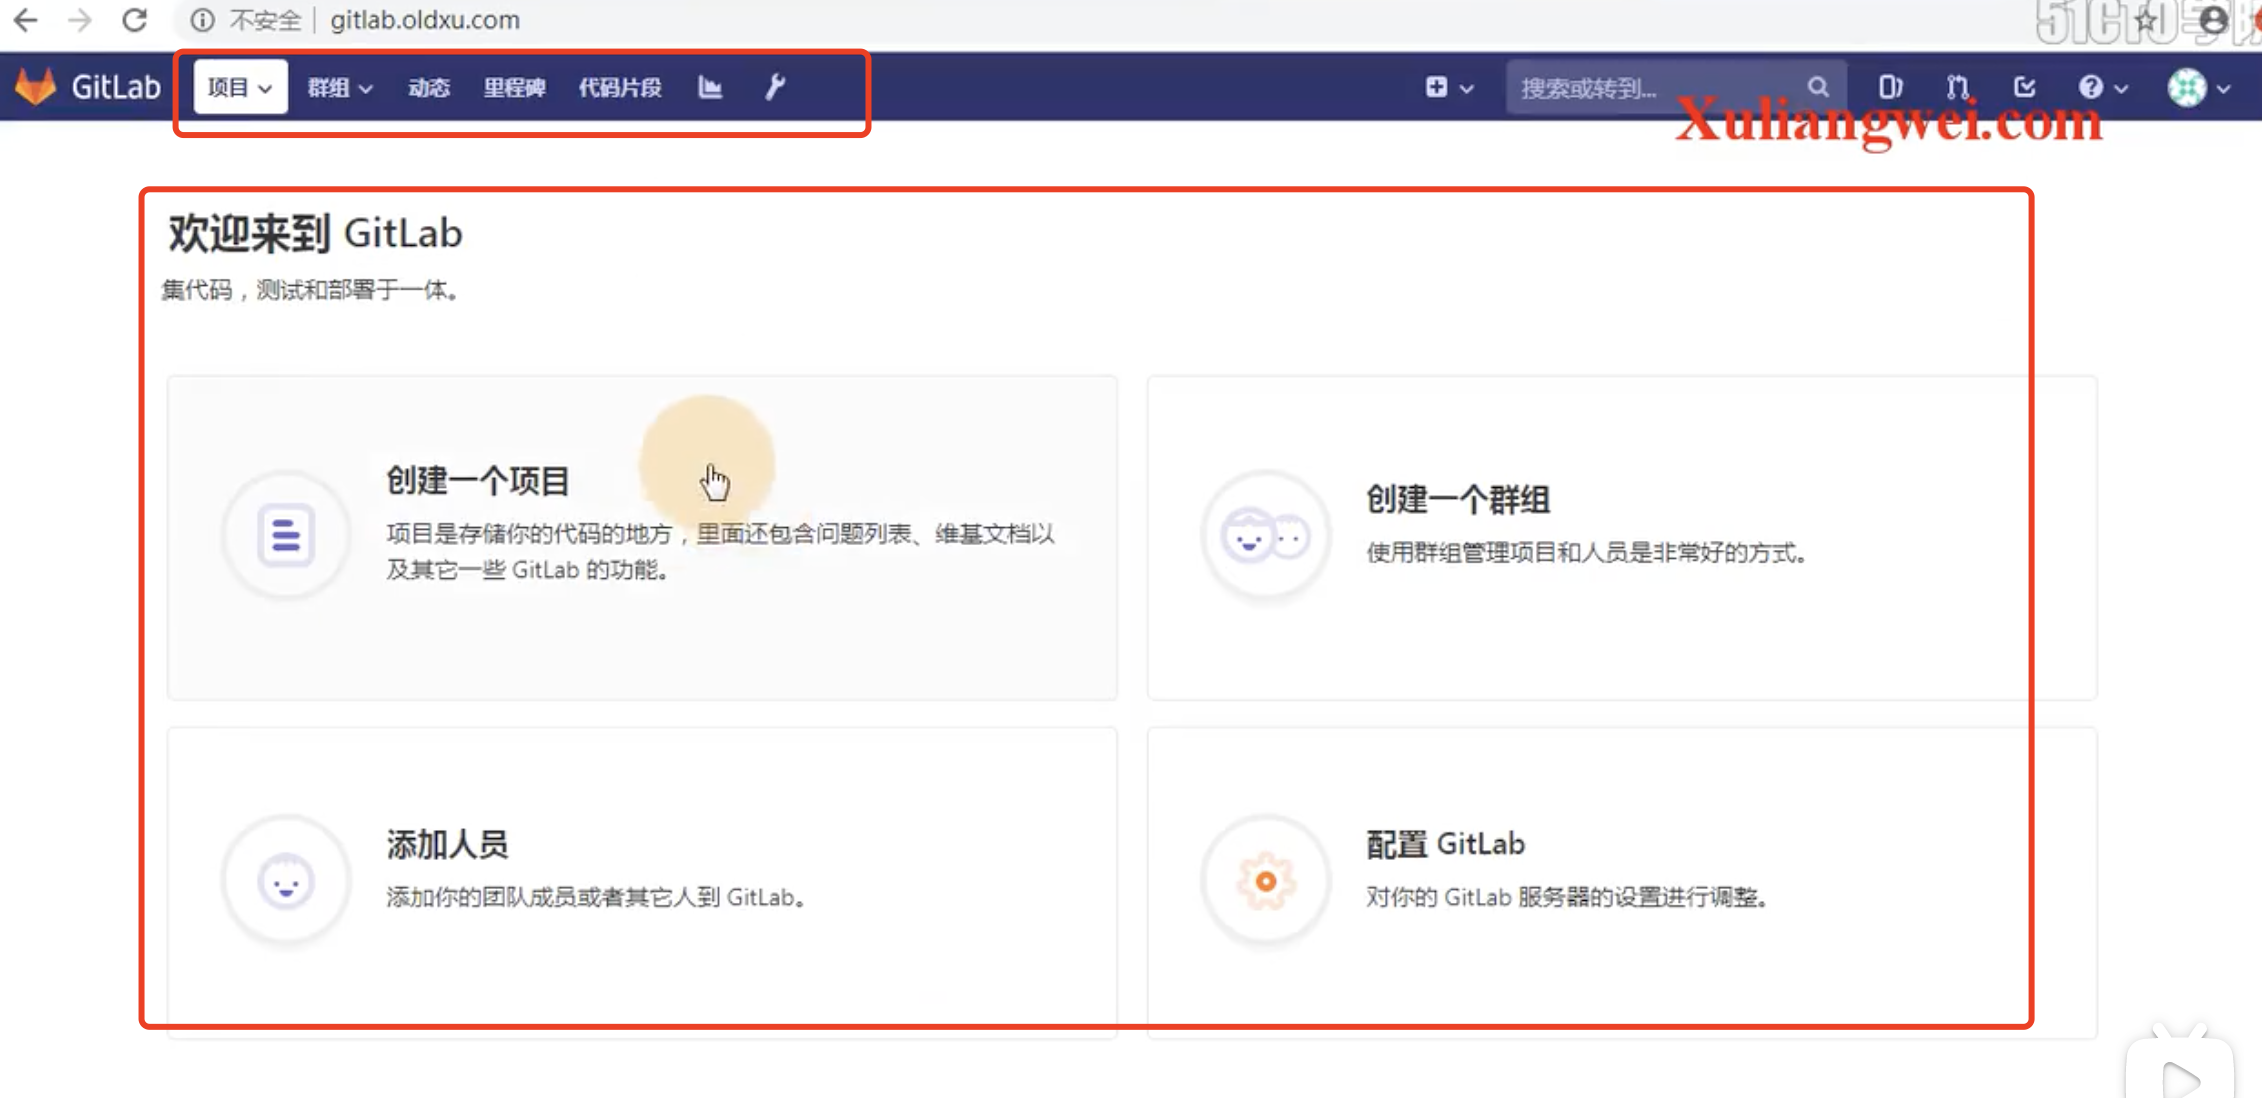 不安全 gitlab.oldxu.com
51CTO学院
GitLab 项目 群组 动态 里程碑 代码片段 搜索或转到...
Xuliangwei.com
欢迎来到 GitLab
集代码，测试和部署于一体。
创建一个项目
项目是存储你的代码的地方，里面还包含问题列表、维基文档以
及其它一些 GitLab 的功能。
创建一个群组
使用群组管理项目和人员是非常好的方式。
添加人员
添加你的团队成员或者其它人到 GitLab。
配置 GitLab
对你的 GitLab 服务器的设置进行调整。